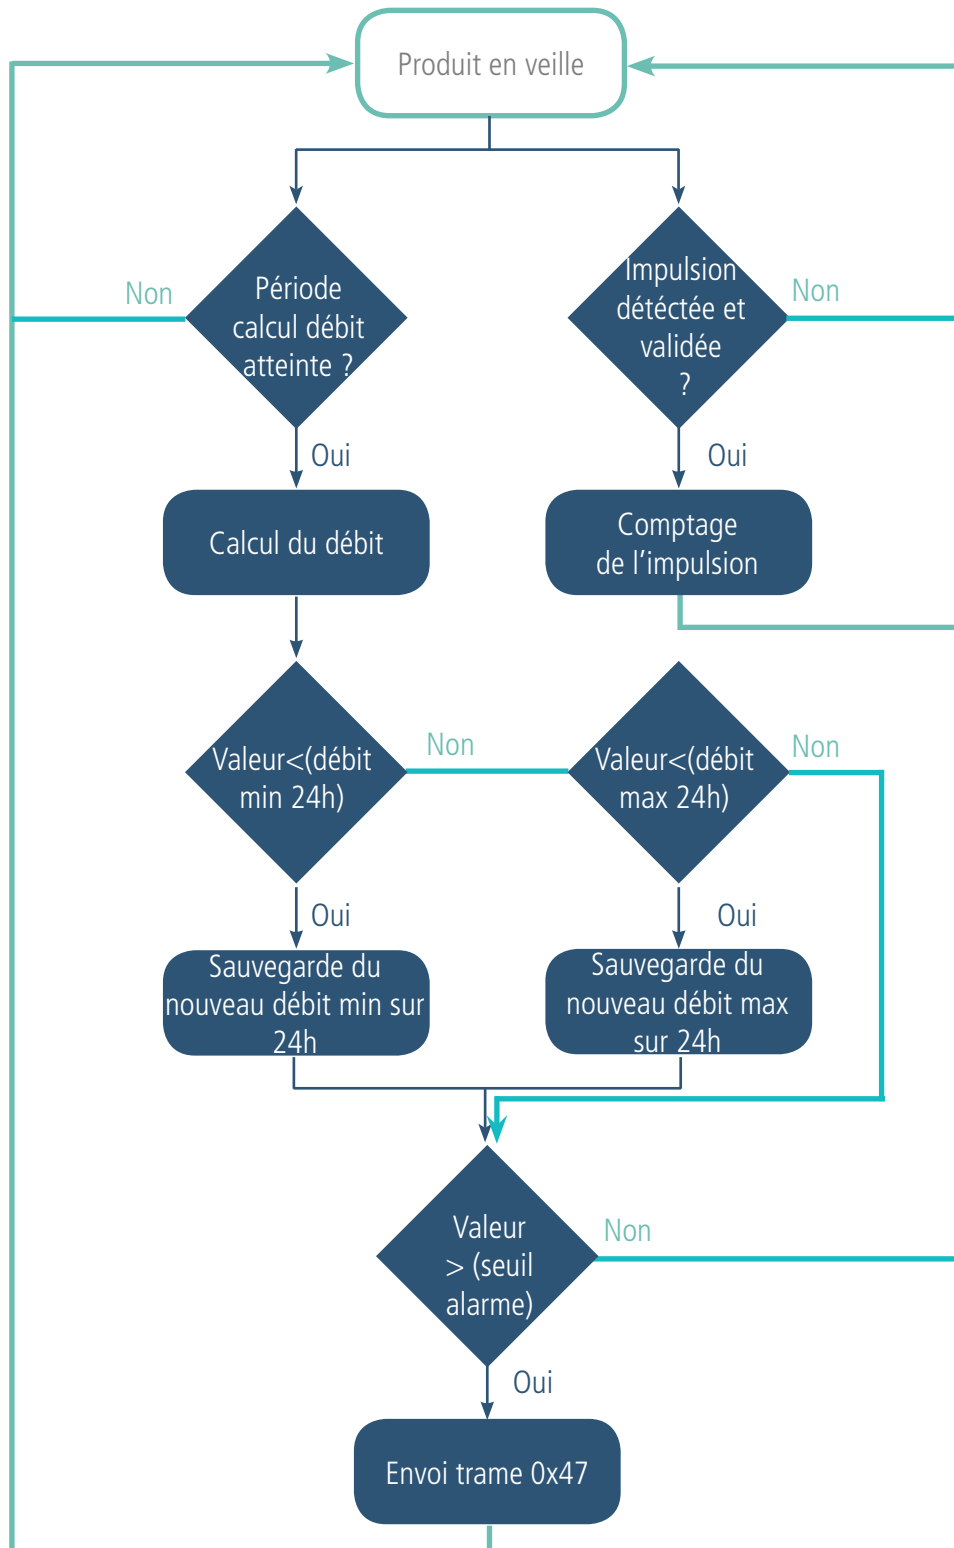 Produit en veille
Non
Période
calcul débit
atteinte ?
Impulsion
détéctée et
validée
?
Non
Oui
Oui
Calcul du débit
Comptage
de l’impulsion
Valeur<(débit
min 24h)
Non
Valeur<(débit
max 24h)
Non
Oui
Oui
Sauvegarde du
nouveau débit min sur
24h
Sauvegarde du
nouveau débit max
sur 24h
Valeur
> (seuil
alarme)
Non
Oui
Envoi trame 0x47